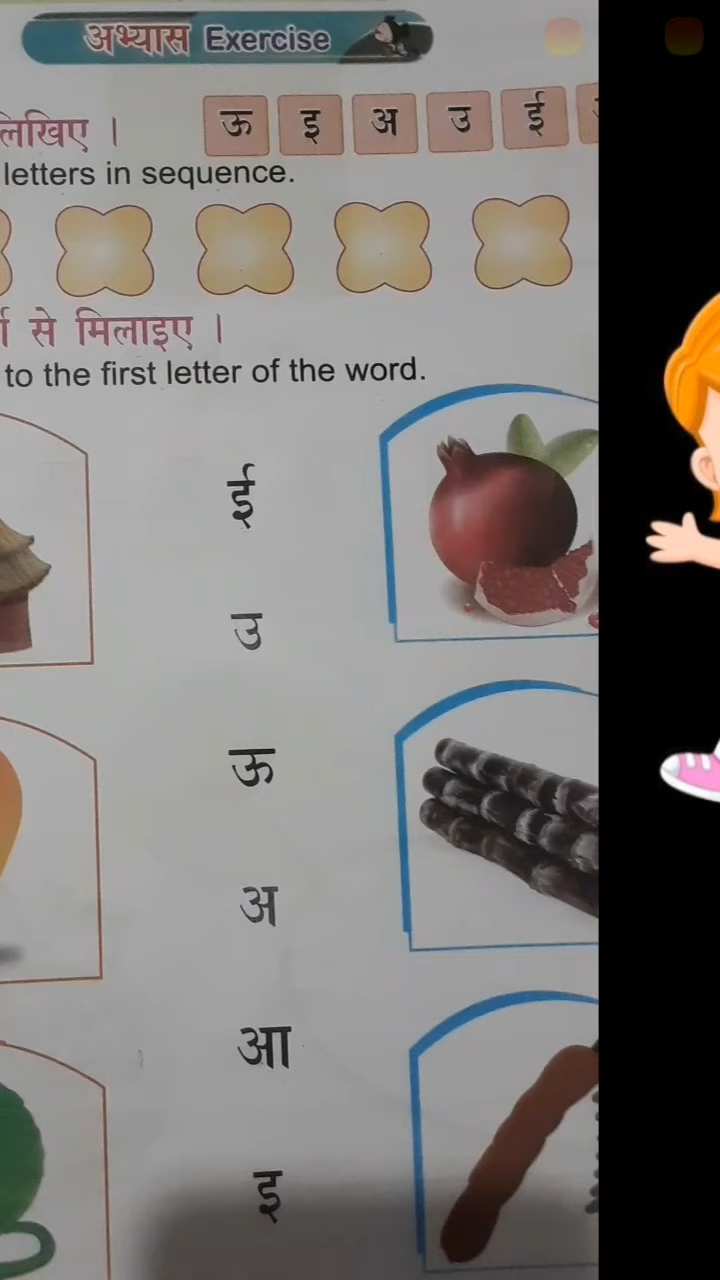 अभ्यास Exercise
लिखिए ।
ऊ इ अ उ ई
letters in sequence.
से मिलाइए ।
to the first letter of the word.
ई
उ
ऊ
अ
आ
इ